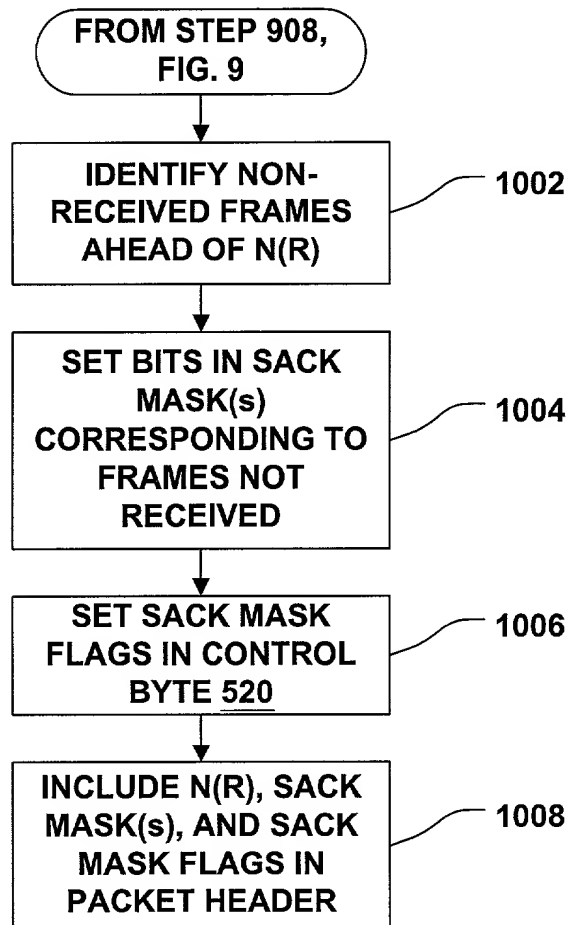 FROM STEP 908,
FIG. 9
IDENTIFY NON-
RECEIVED FRAMES
AHEAD OF N(R)
1002
SET BITS IN SACK
MASK(s)
CORRESPONDING TO
FRAMES NOT
RECEIVED
1004
SET SACK MASK
FLAGS IN CONTROL
BYTE 520
1006
INCLUDE N(R), SACK
MASK(s), AND SACK
MASK FLAGS IN
PACKET HEADER
1008